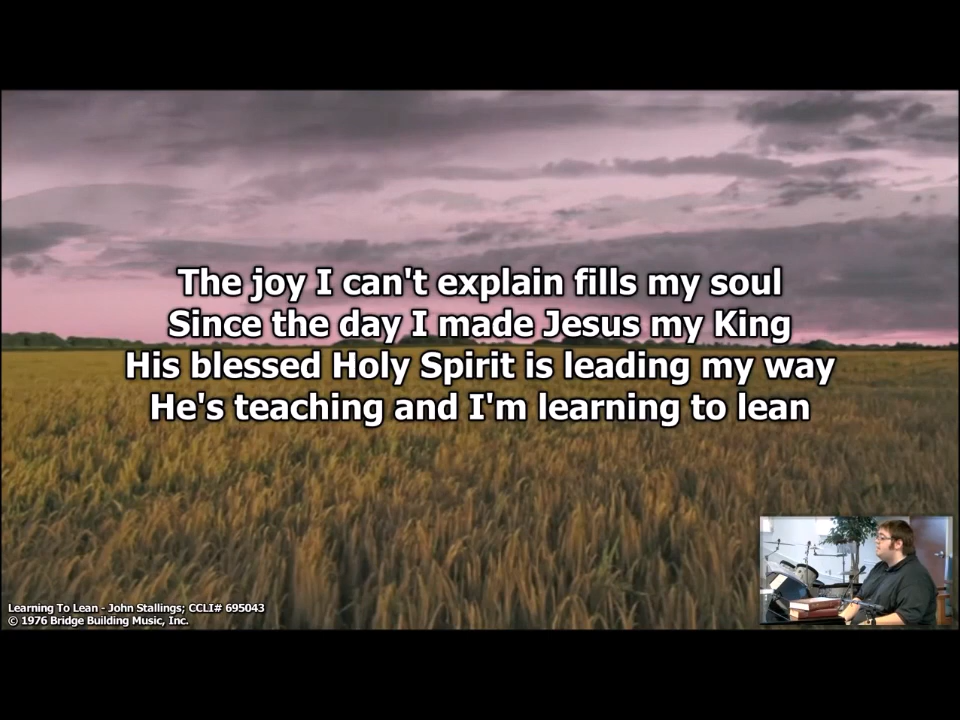 The joy I can't explain fills my soul
Since the day I made Jesus my King
His blessed Holy Spirit is leading my way
He's teaching and I'm learning to lean
Learning To Lean - John Stallings; CCLI# 695043
© 1976 Bridge Building Music, Inc.